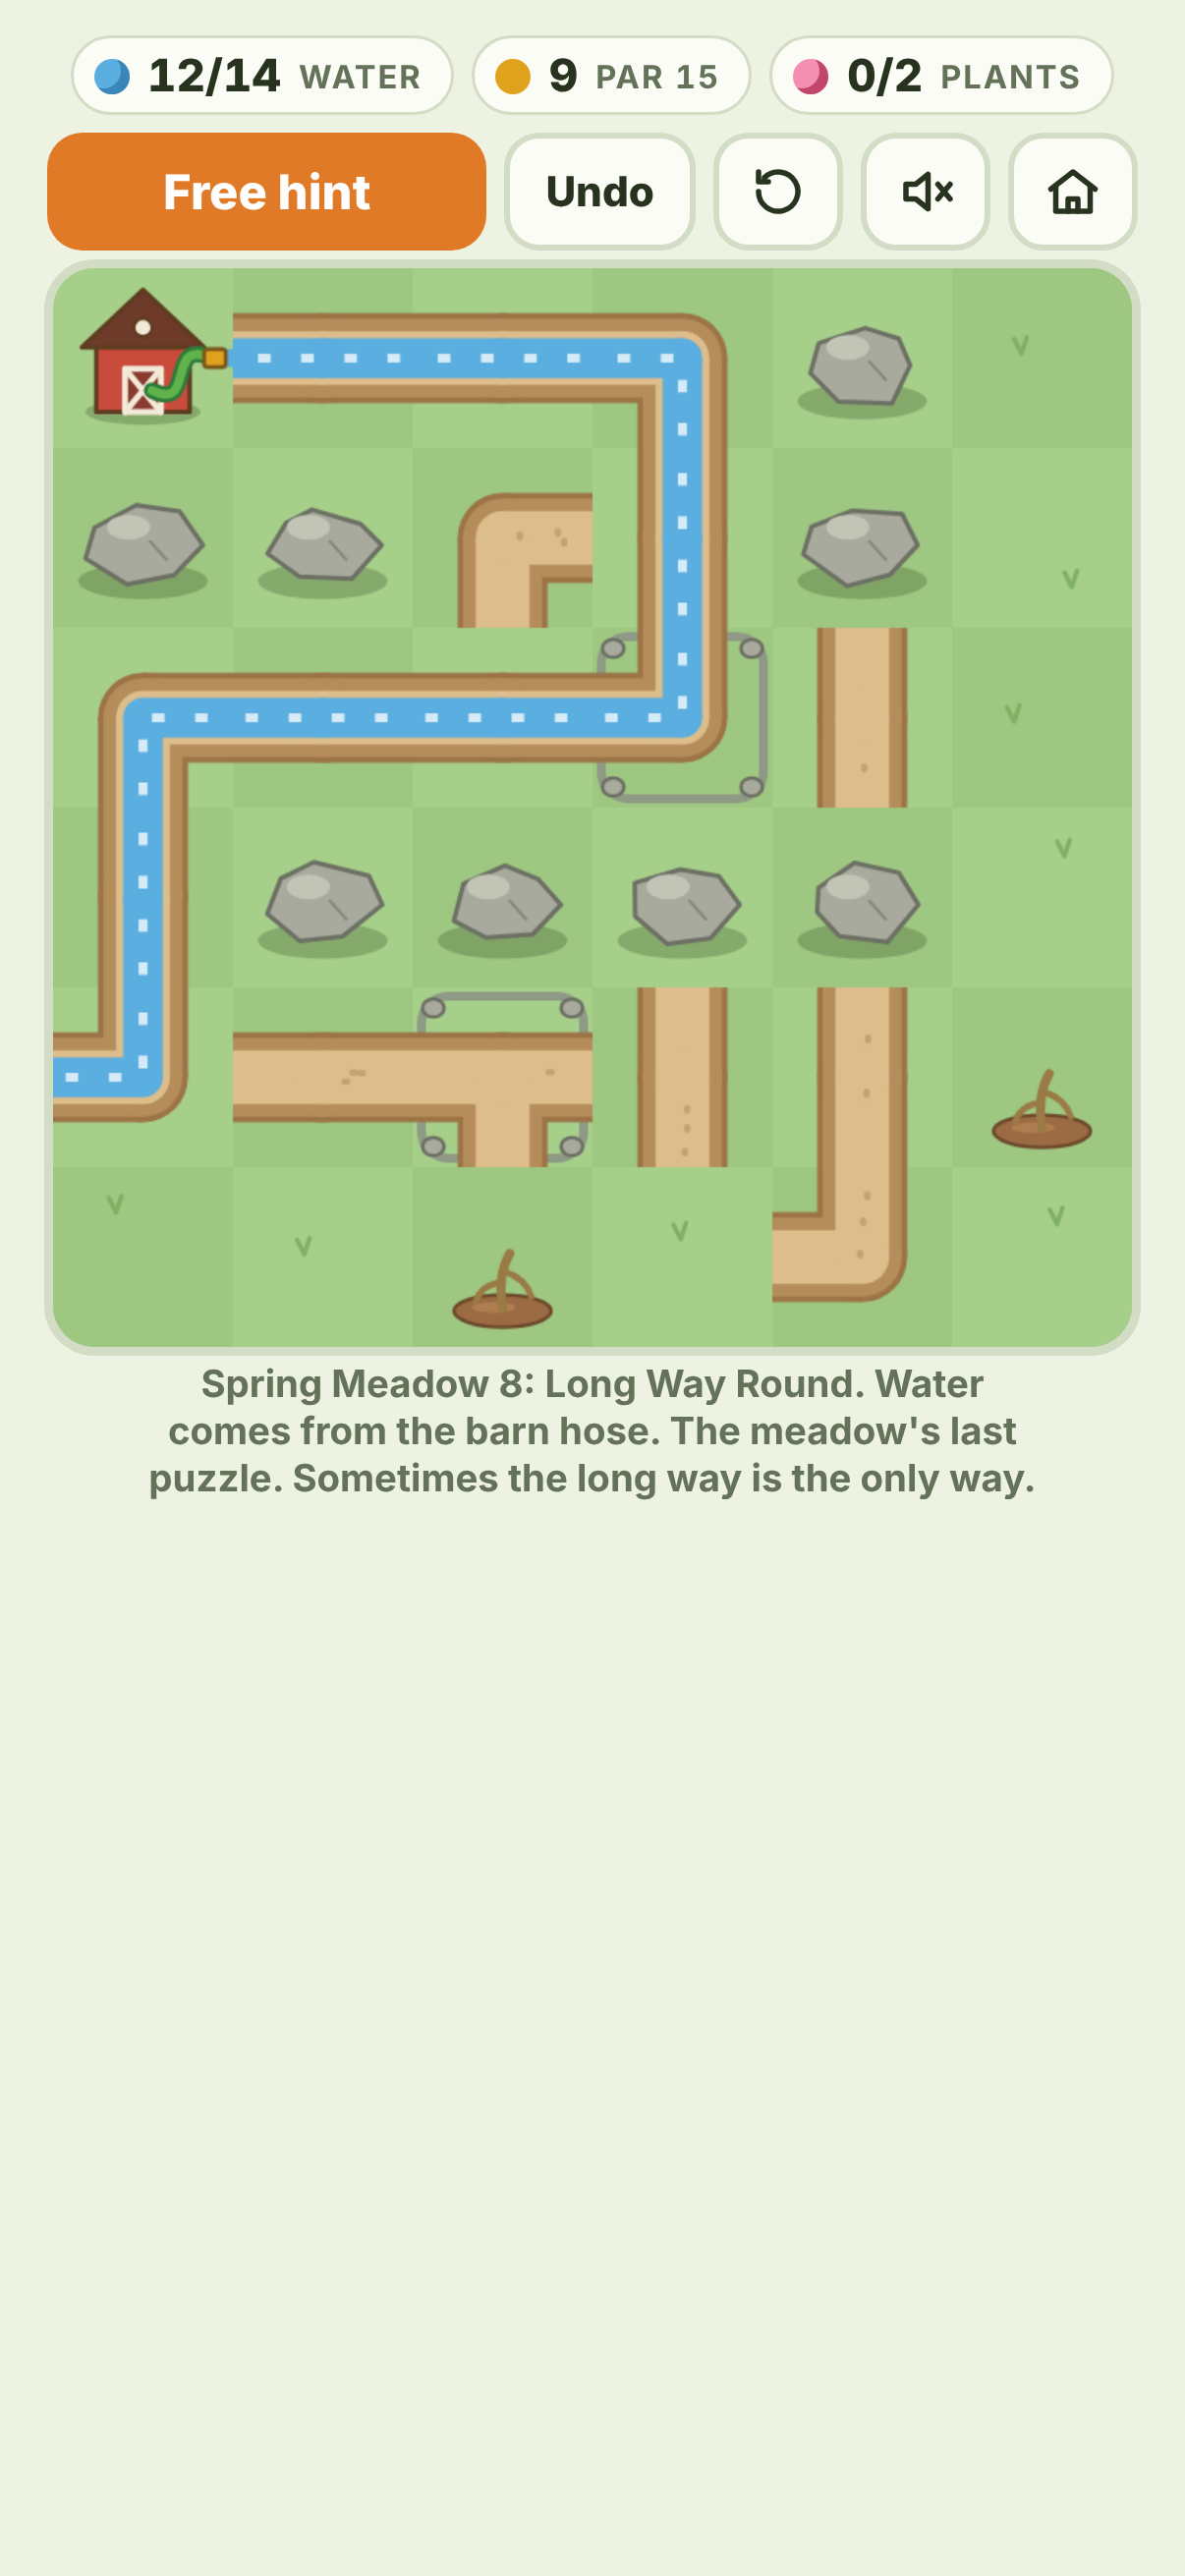 12/14 WATER
9 PAR 15
0/2 PLANTS
Free hint
Undo
Spring Meadow 8: Long Way Round. Water
comes from the barn hose. The meadow's last
puzzle. Sometimes the long way is the only way.